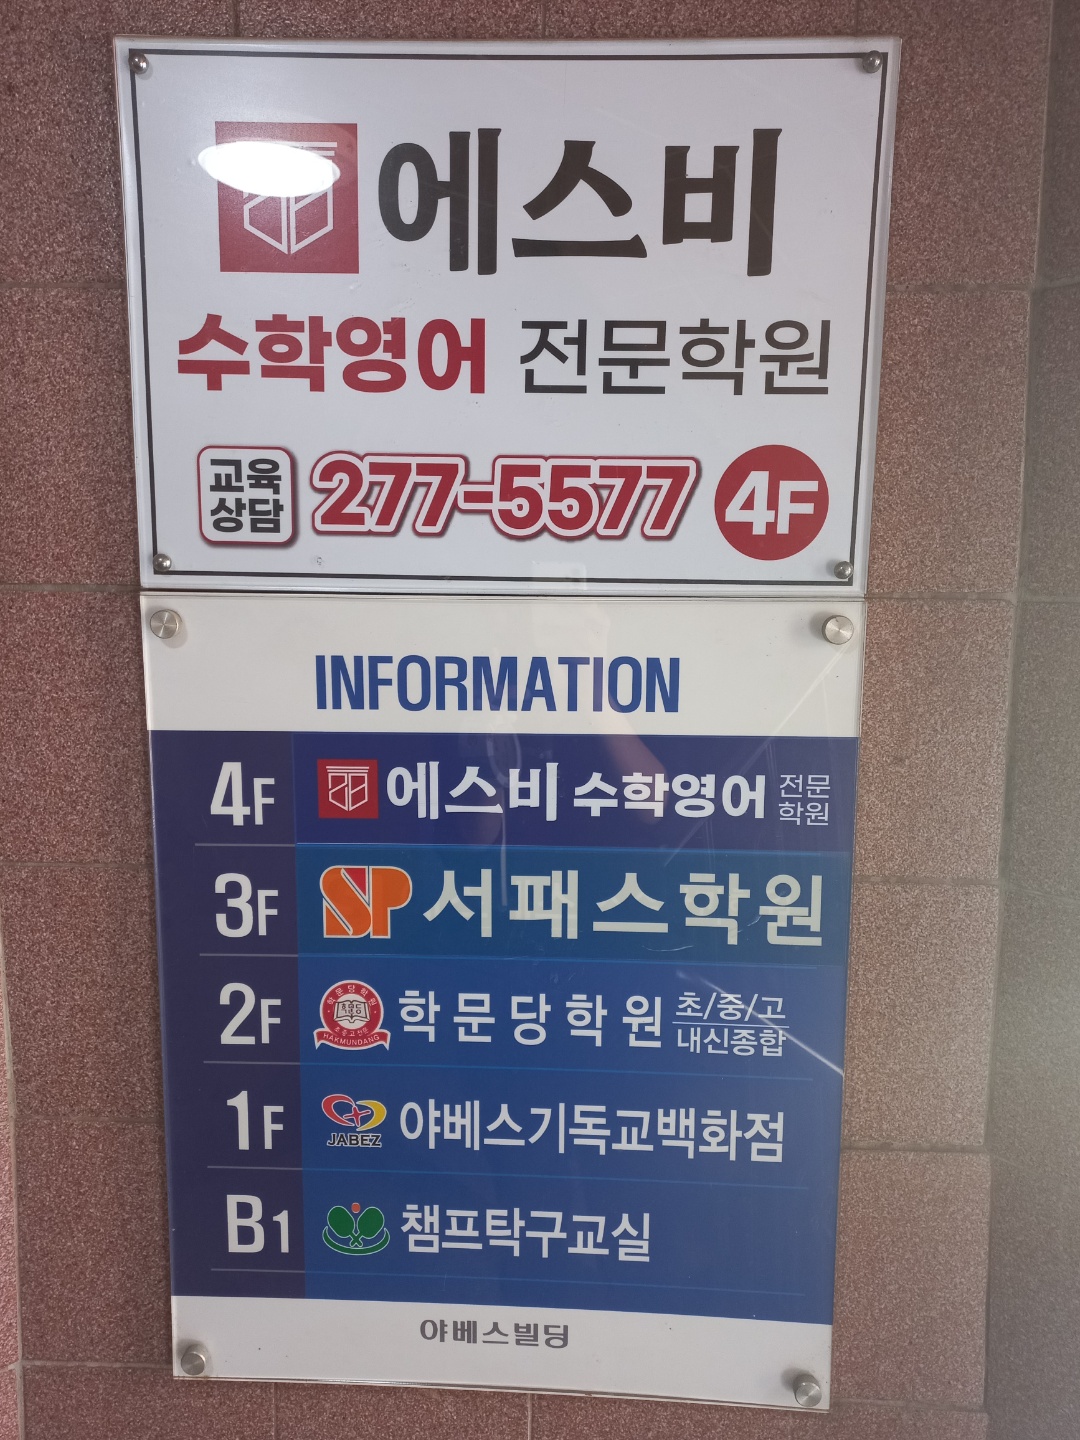 에스비
수학영어 전문학원
교육
상담
277-5577
4F
INFORMATION
4F 에스비 수학영어 전문
학원
3F SP 서패스학원
2F 학문당학원 초/중/고
내신종합
HAKMUNDANG
1F JABEZ 야베스기독교백화점
B1 챔프탁구교실
야베스빌딩